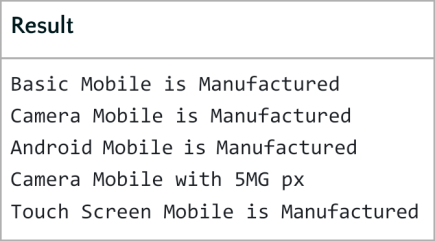 Result
Basic Mobile is Manufactured
Camera Mobile is Manufactured
Android Mobile is Manufactured
Camera Mobile with 5MG px
Touch Screen Mobile is Manufactured